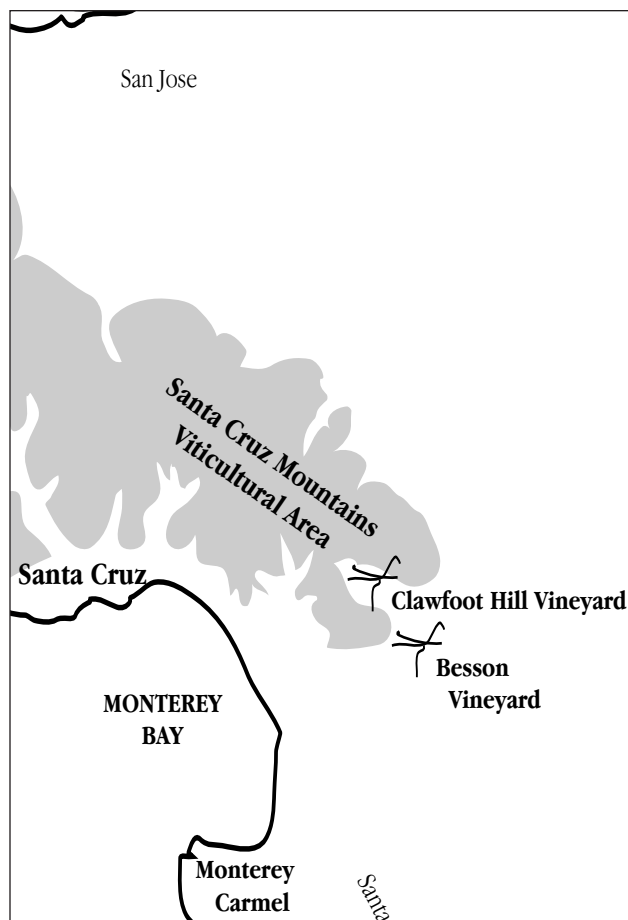 San Jose
Santa Cruz Mountains
Viticultural Area
Santa Cruz
Clawfoot Hill Vineyard
Besson
Vineyard
MONTEREY
BAY
Monterey
Carmel
Santa